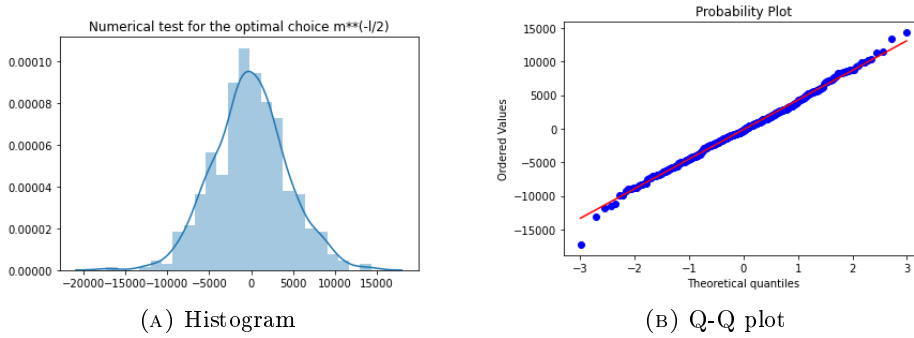 Numerical test for the optimal choice m**(-l/2)
0.00010
0.00008
0.00006
0.00004
0.00002
0.00000
−20000 −15000 −10000 −5000 0 5000 10000 15000
(A) Histogram
Probability Plot
15000
10000
5000
0
−5000
−10000
−15000
Ordered Values
−3 −2 −1 0 1 2 3
Theoretical quantiles
(B) Q-Q plot